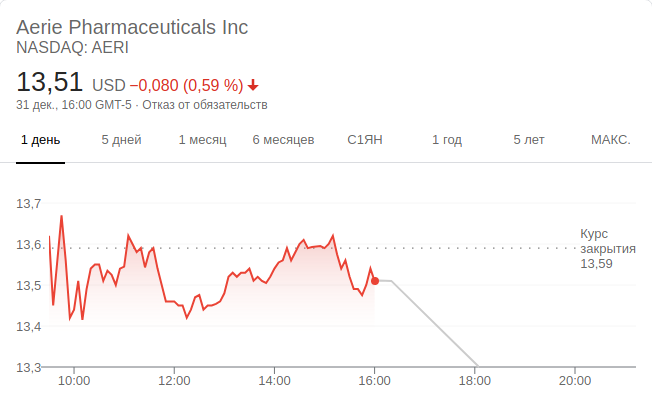 Aerie Pharmaceuticals Inc
NASDAQ: AERI
13,51 USD −0,080 (0,59 %)
31 дек., 16:00 GMT-5 · Отказ от обязательств
1 день 5 дней 1 месяц 6 месяцев С1ЯН 1 год 5 лет МАКС.
13,7
13,6
13,5
13,4
13,3
Курс
закрытия
13,59
10:00 12:00 14:00 16:00 18:00 20:00